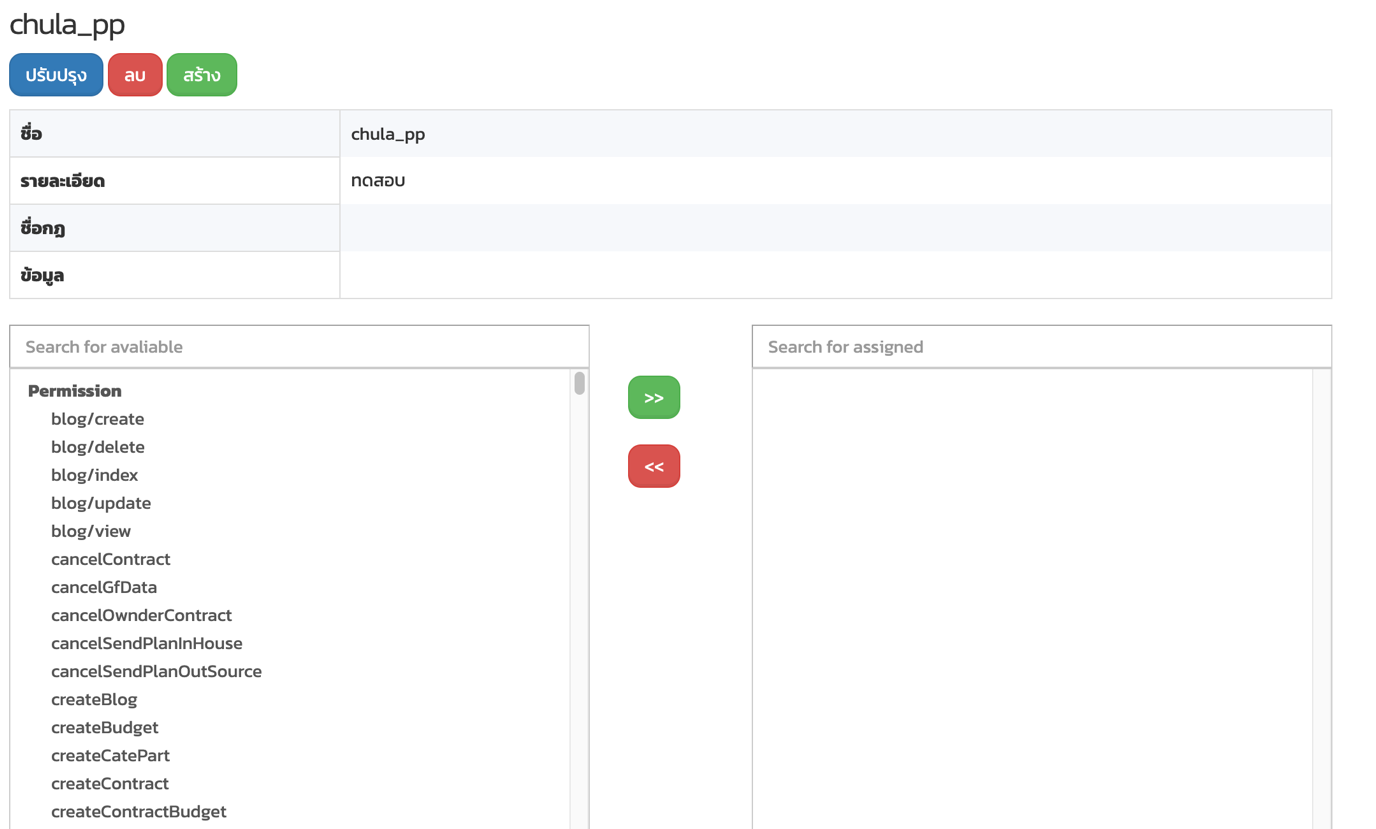 chula_pp
ปรับปรุง ลบ สร้าง
ชื่อ chula_pp
รายละเอียด ทดสอบ
ชื่อกฏ
ข้อมูล
Search for avaliable
Search for assigned
>>
<<
Permission
blog/create
blog/delete
blog/index
blog/update
blog/view
cancelContract
cancelGfData
cancelOwnderContract
cancelSendPlanInHouse
cancelSendPlanOutSource
createBlog
createBudget
createCatePart
createContract
createContractBudget